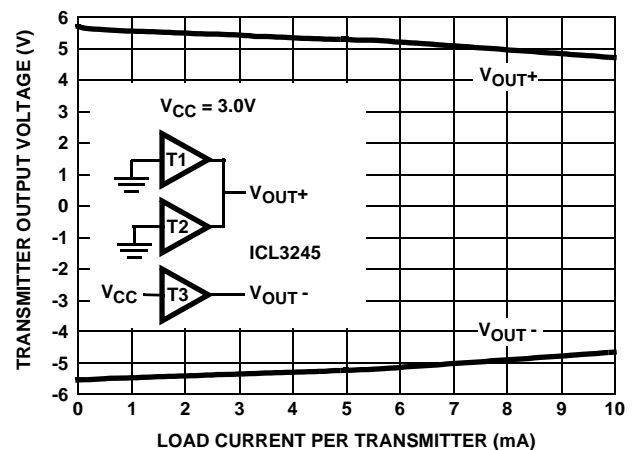 TRANSMITTER OUTPUT VOLTAGE (V)
6
5
4
3
2
1
0
-1
-2
-3
-4
-5
-6
VOUT+
VCC = 3.0V
T1
VOUT+
T2
ICL3245
VCC
T3
VOUT -
VOUT -
0 1 2 3 4 5 6 7 8 9 10
LOAD CURRENT PER TRANSMITTER (mA)